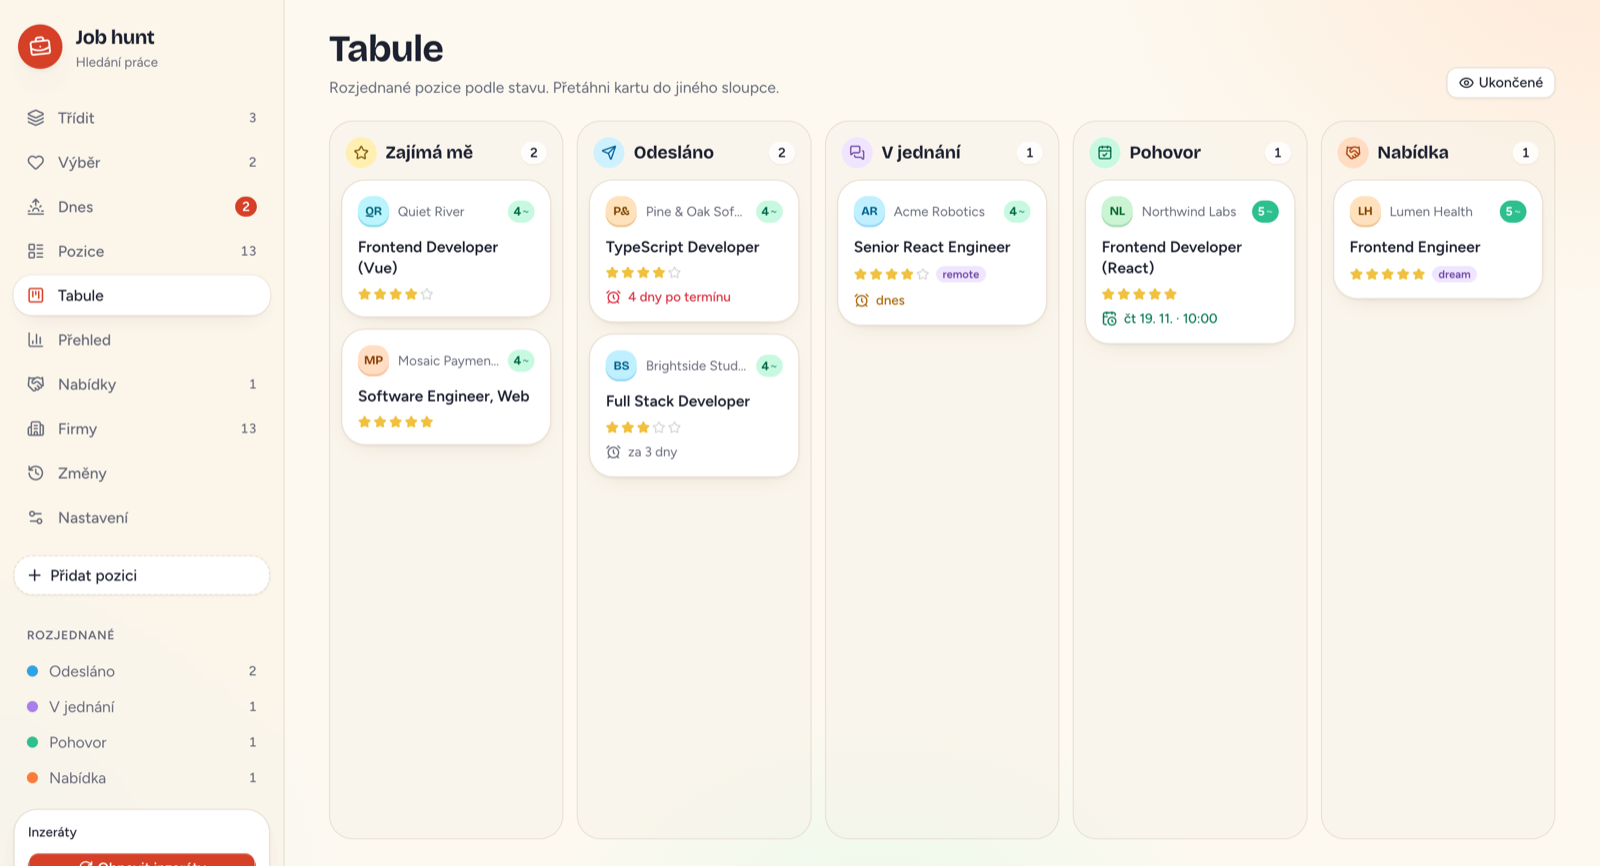 Job hunt
Hledání práce
Třídit 3
Výběr 2
Dnes 2
Pozice 13
Tabule
Přehled
Nabídky 1
Firmy 13
Změny
Nastavení
+ Přidat pozici
ROZJEDNANÉ
Odesláno 2
V jednání 1
Pohovor 1
Nabídka 1
Inzeráty
Tabule
Rozjednané pozice podle stavu. Přetáhni kartu do jiného sloupce.
Ukončené
Zajímá mě 2
QR Quiet River 4~
Frontend Developer
(Vue)
MP Mosaic Paymen... 4~
Software Engineer, Web
Odesláno 2
P& Pine & Oak Sof... 4~
TypeScript Developer
4 dny po termínu
BS Brightside Stud... 4~
Full Stack Developer
za 3 dny
V jednání 1
AR Acme Robotics 4~
Senior React Engineer
remote
dnes
Pohovor 1
NL Northwind Labs 5~
Frontend Developer
(React)
čt 19. 11. · 10:00
Nabídka 1
LH Lumen Health 5~
Frontend Engineer
dream